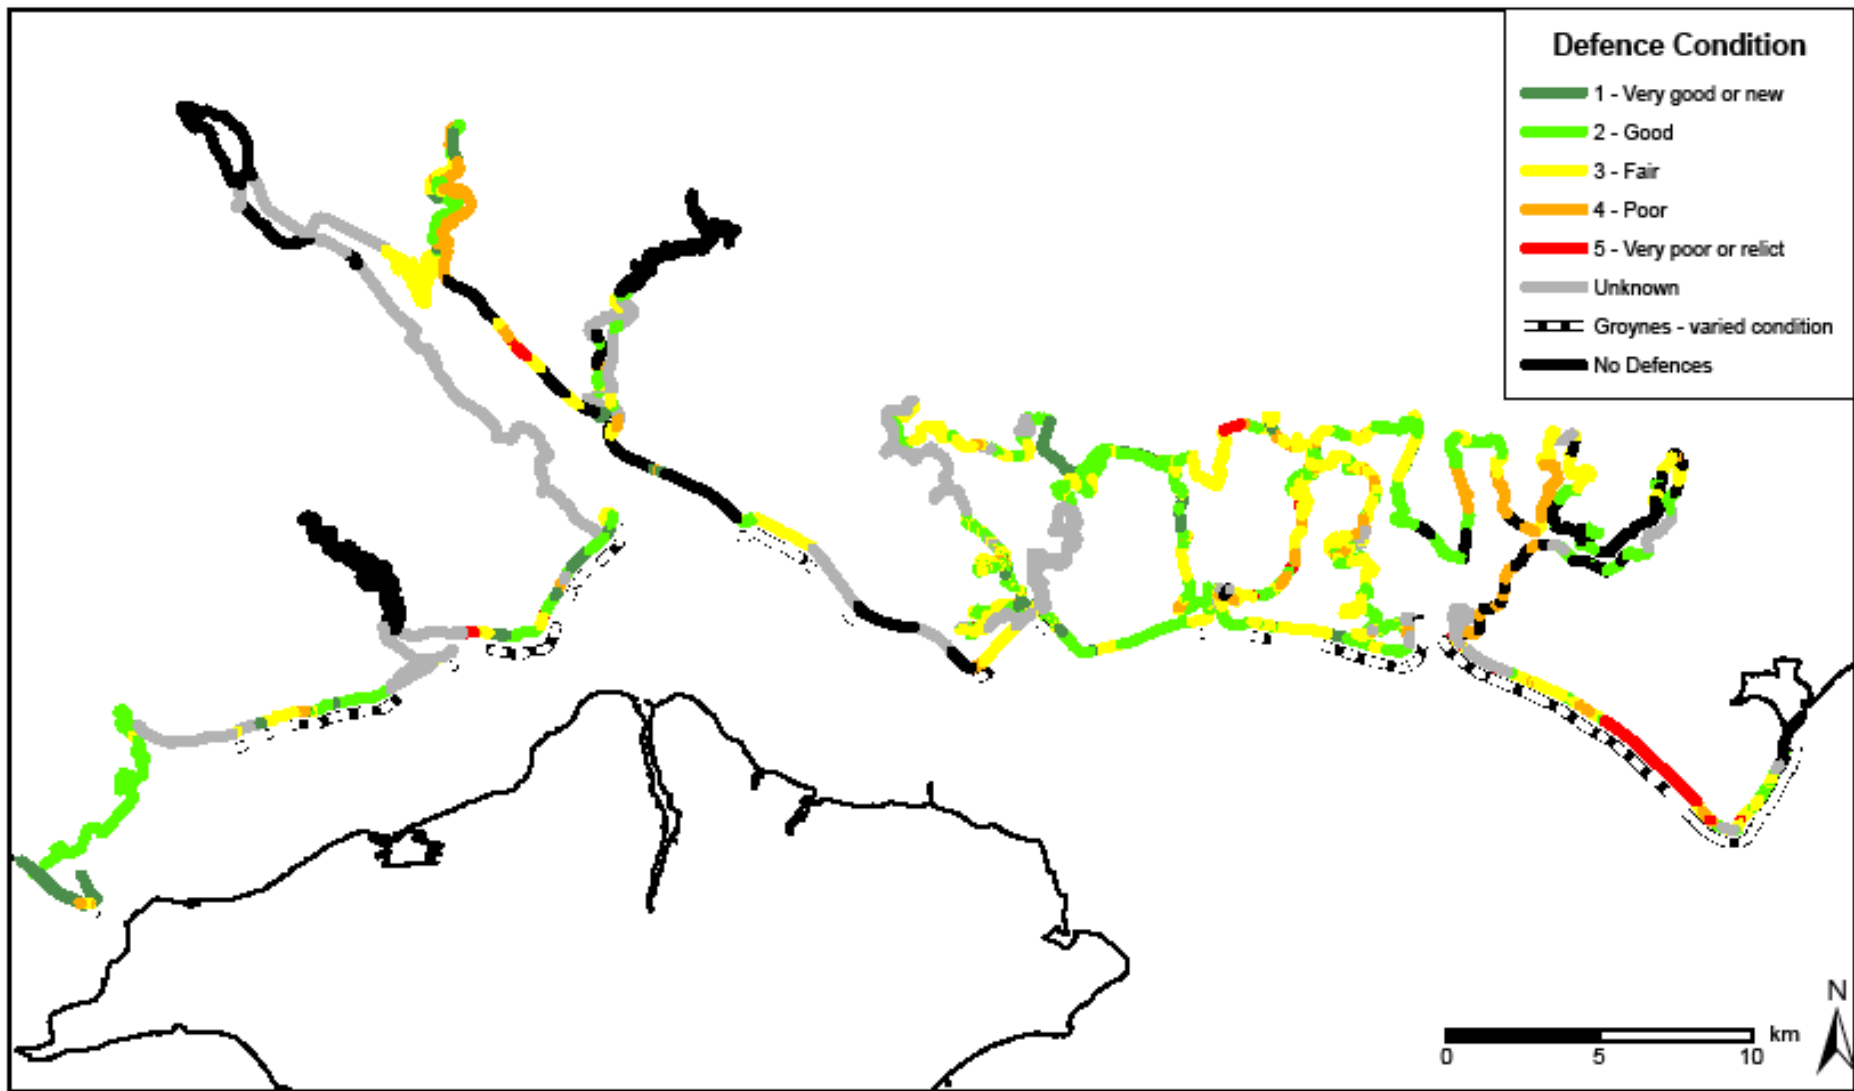 Defence Condition
1 - Very good or new
2 - Good
3 - Fair
4 - Poor
5 - Very poor or relict
Unknown
Groynes - varied condition
No Defences
N
km
0 5 10